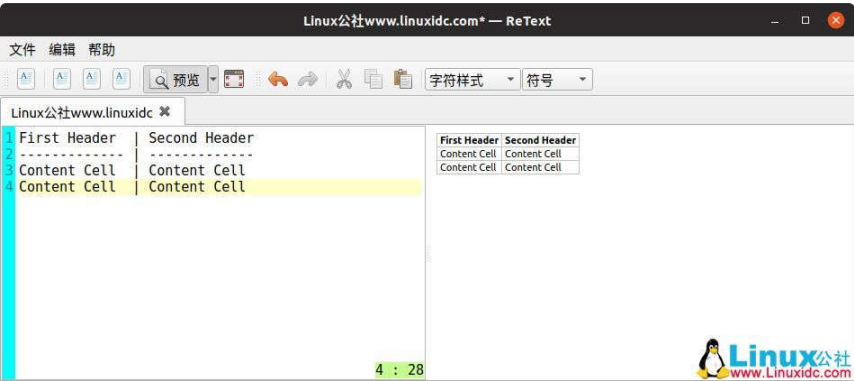 Linux公社www.linuxidc.com* — ReText
文件 编辑 帮助
预览 字符样式 符号
Linux公社www.linuxidc
1 First Header | Second Header
2 ------------- | -------------
3 Content Cell | Content Cell
4 Content Cell | Content Cell
4 : 28
First Header Second Header
Content Cell Content Cell
Content Cell Content Cell
Linux公社
www.Linuxidc.com